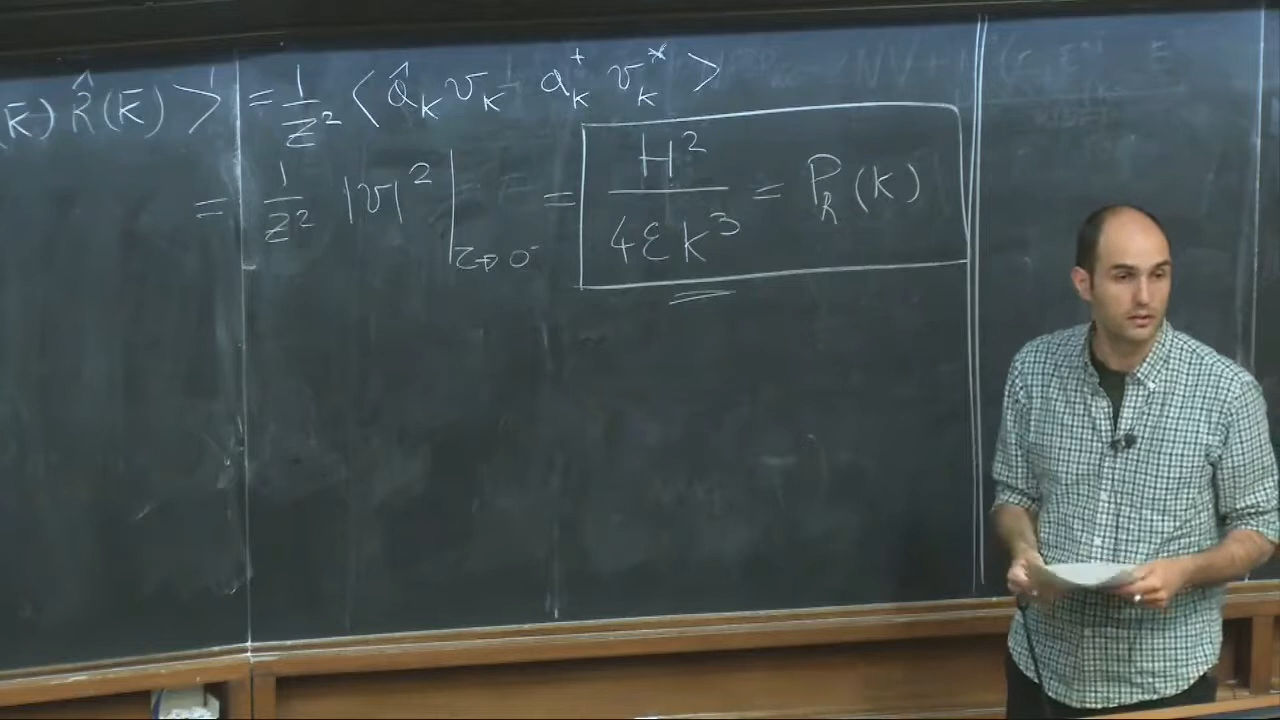 k̄) R̂(k̄) > = 1/z² < â_k v_k a_k^+ v_k^* >
= 1/z² |v|² |_{τ→0⁻} = H²/4εk³ = P_R(k)